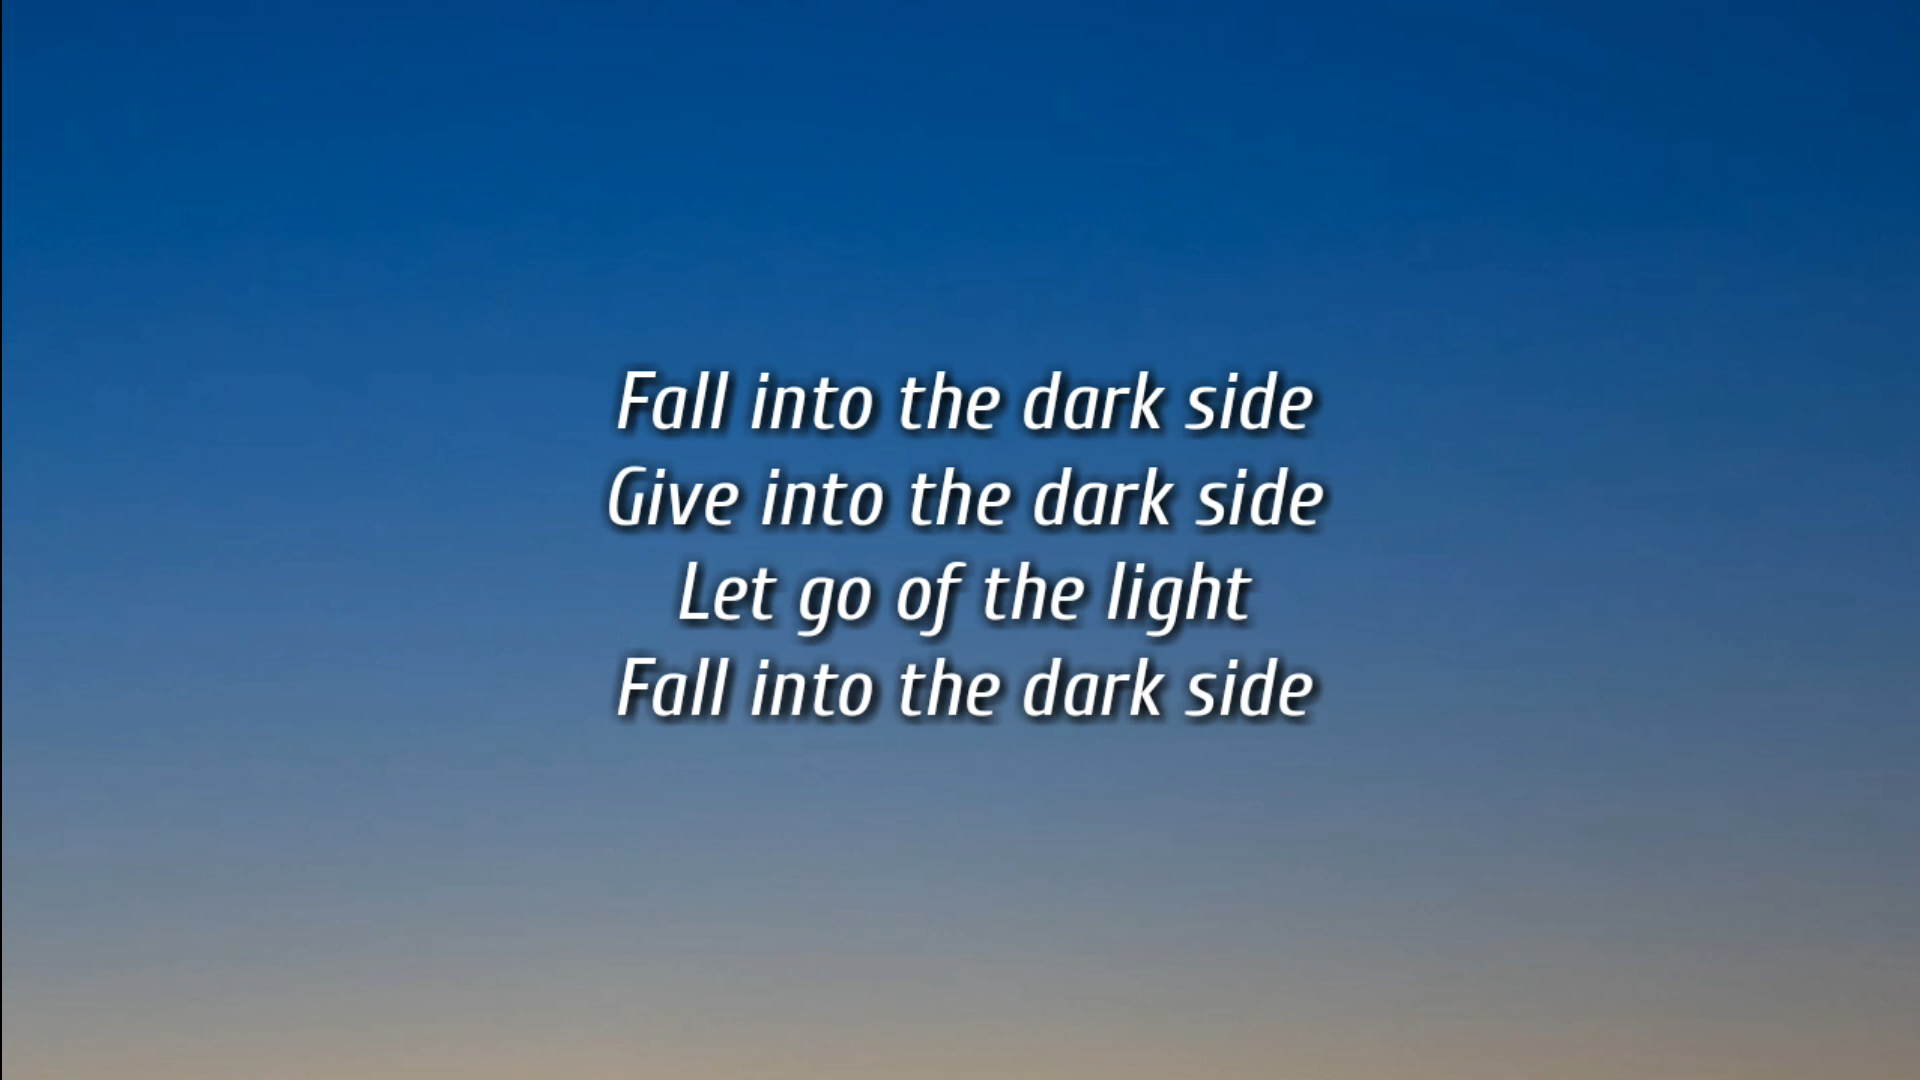 Fall into the dark side
Give into the dark side
Let go of the light
Fall into the dark side